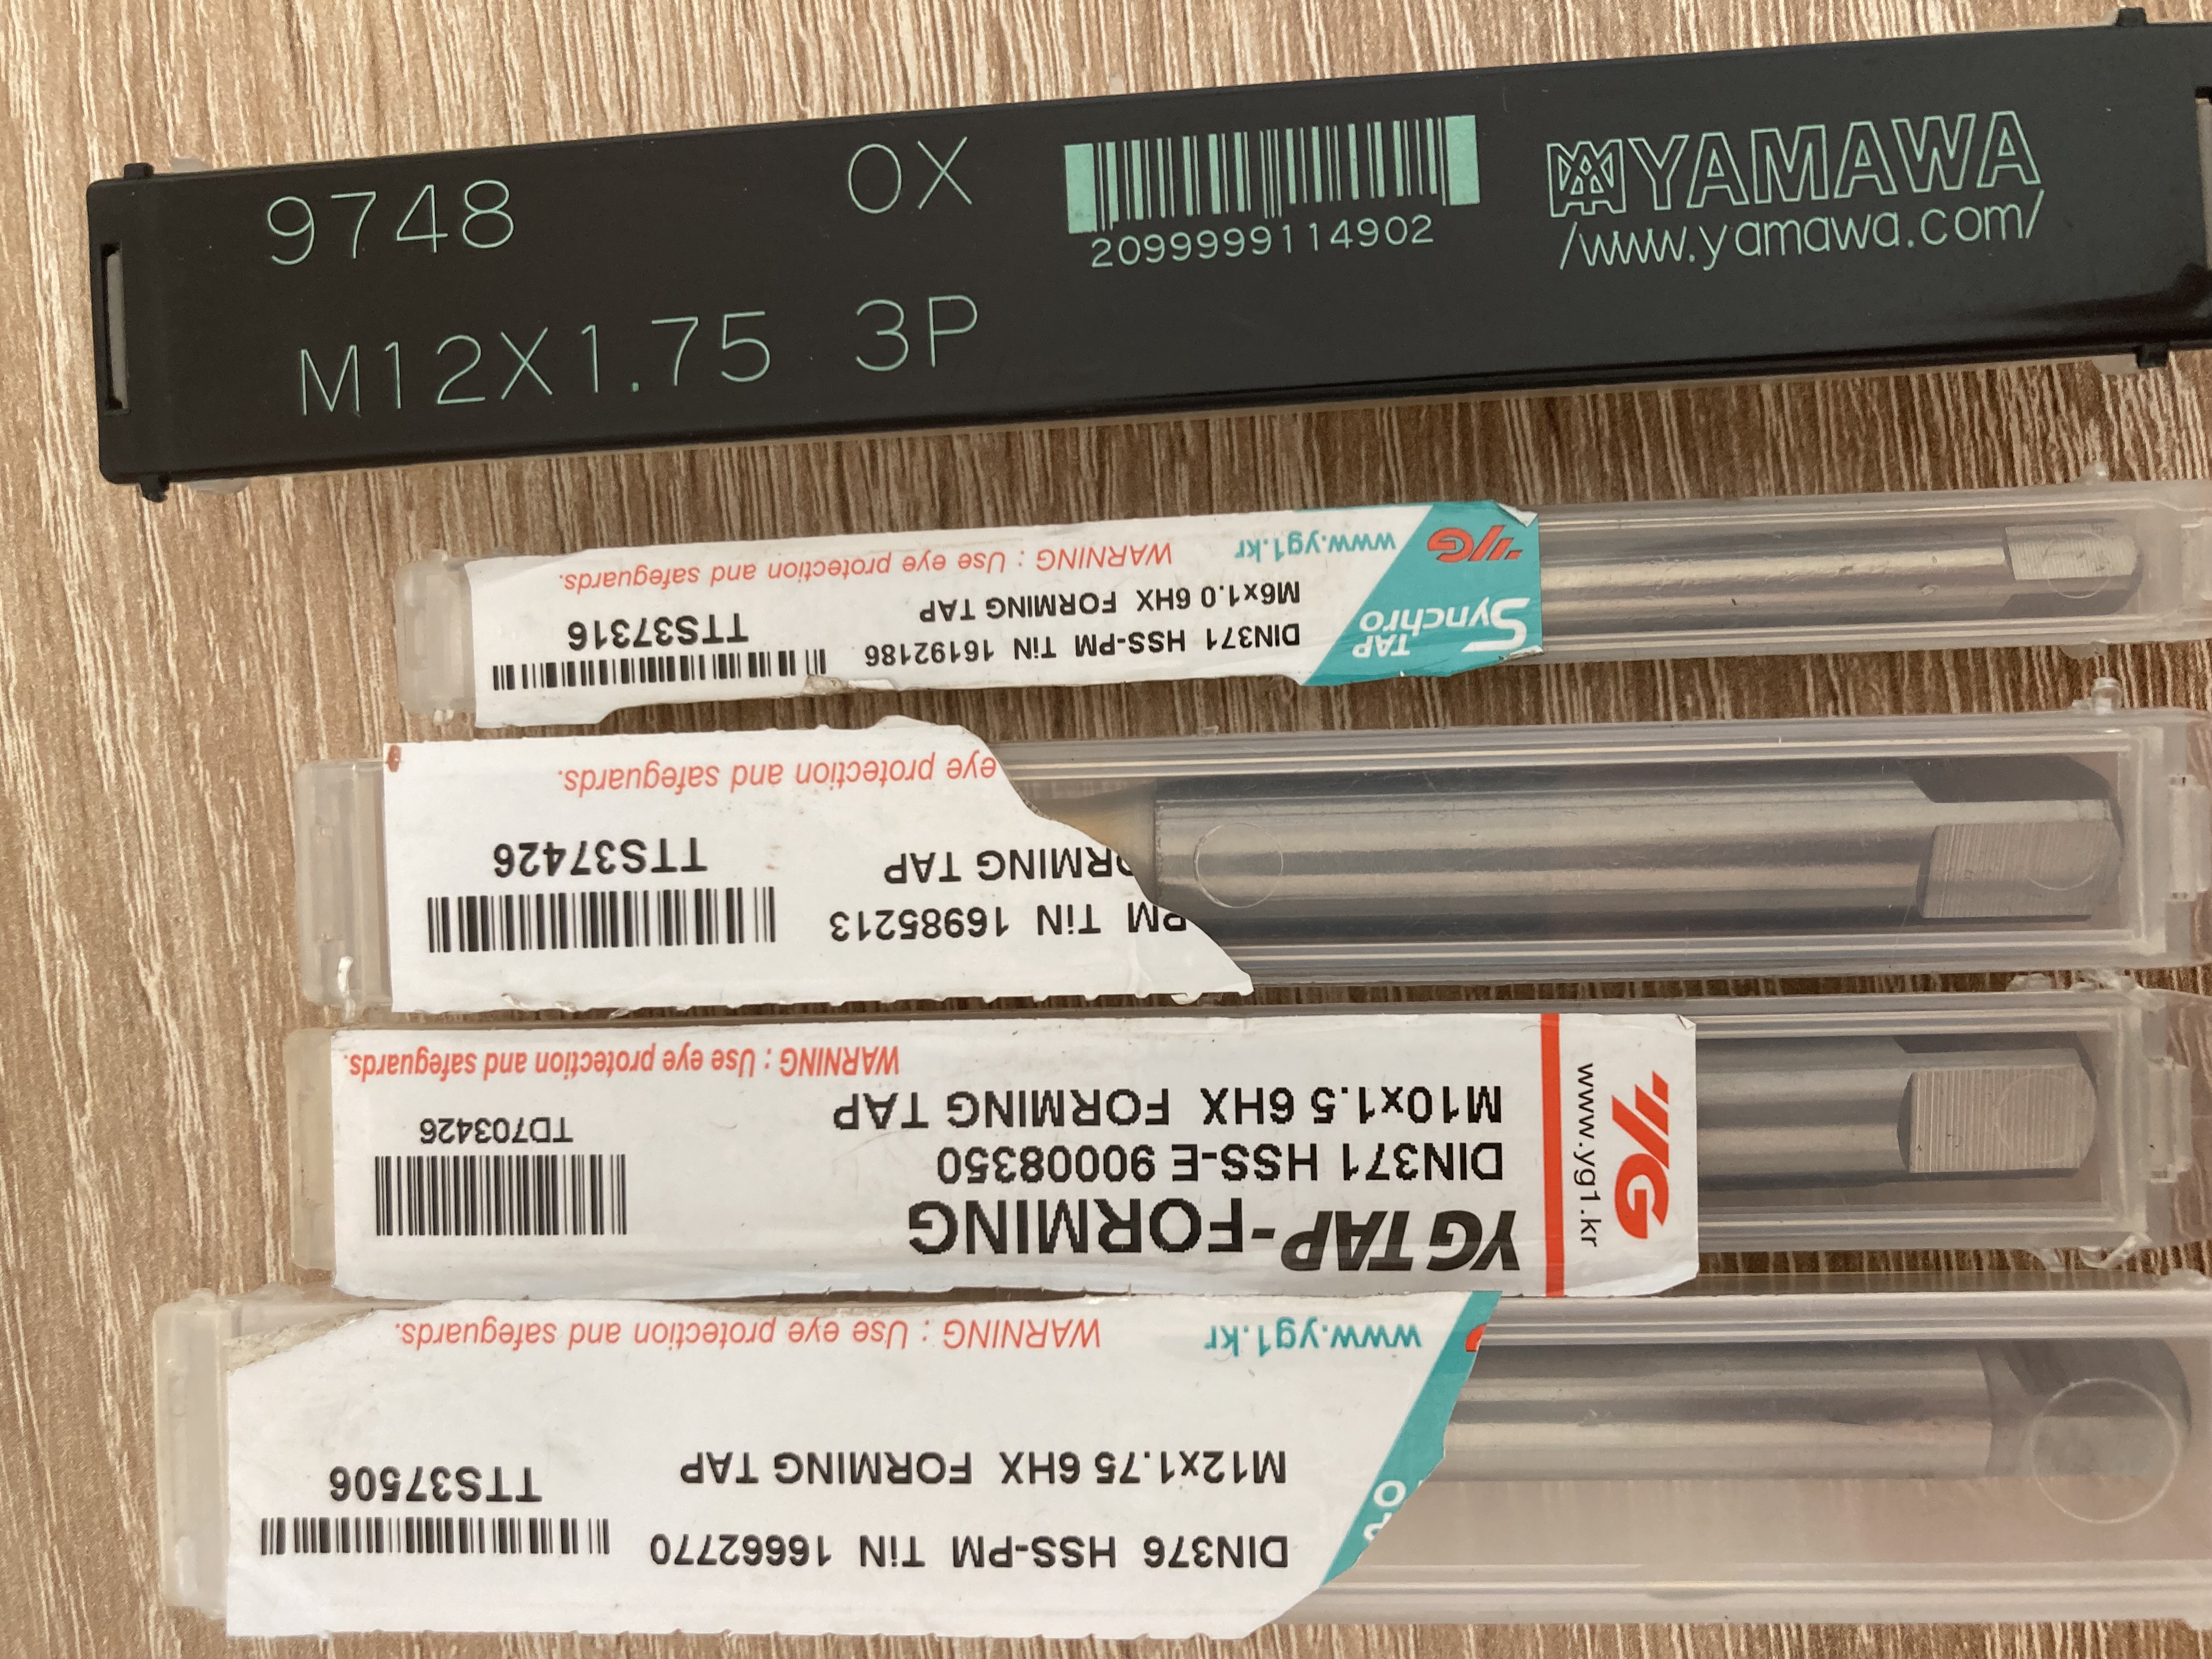 9748 OX
M12X1.75 3P
2099999114902
YAMAWA
/www.yamawa.com/
Synchro
TAP
YG
www.yg1.kr
DIN371 HSS-PM TiN 16192186
M6x1.0 6HX FORMING TAP
TTS37316
WARNING : Use eye protection and safeguards.
PM TiN 16985213
ORMING TAP
TTS37426
eye protection and safeguards.
YG
www.yg1.kr
YG TAP-FORMING
DIN371 HSS-E 90008350
M10x1.5 6HX FORMING TAP
TD703426
WARNING : Use eye protection and safeguards.
DIN376 HSS-PM TiN 16662770
M12x1.75 6HX FORMING TAP
TTS37506
www.yg1.kr
WARNING : Use eye protection and safeguards.